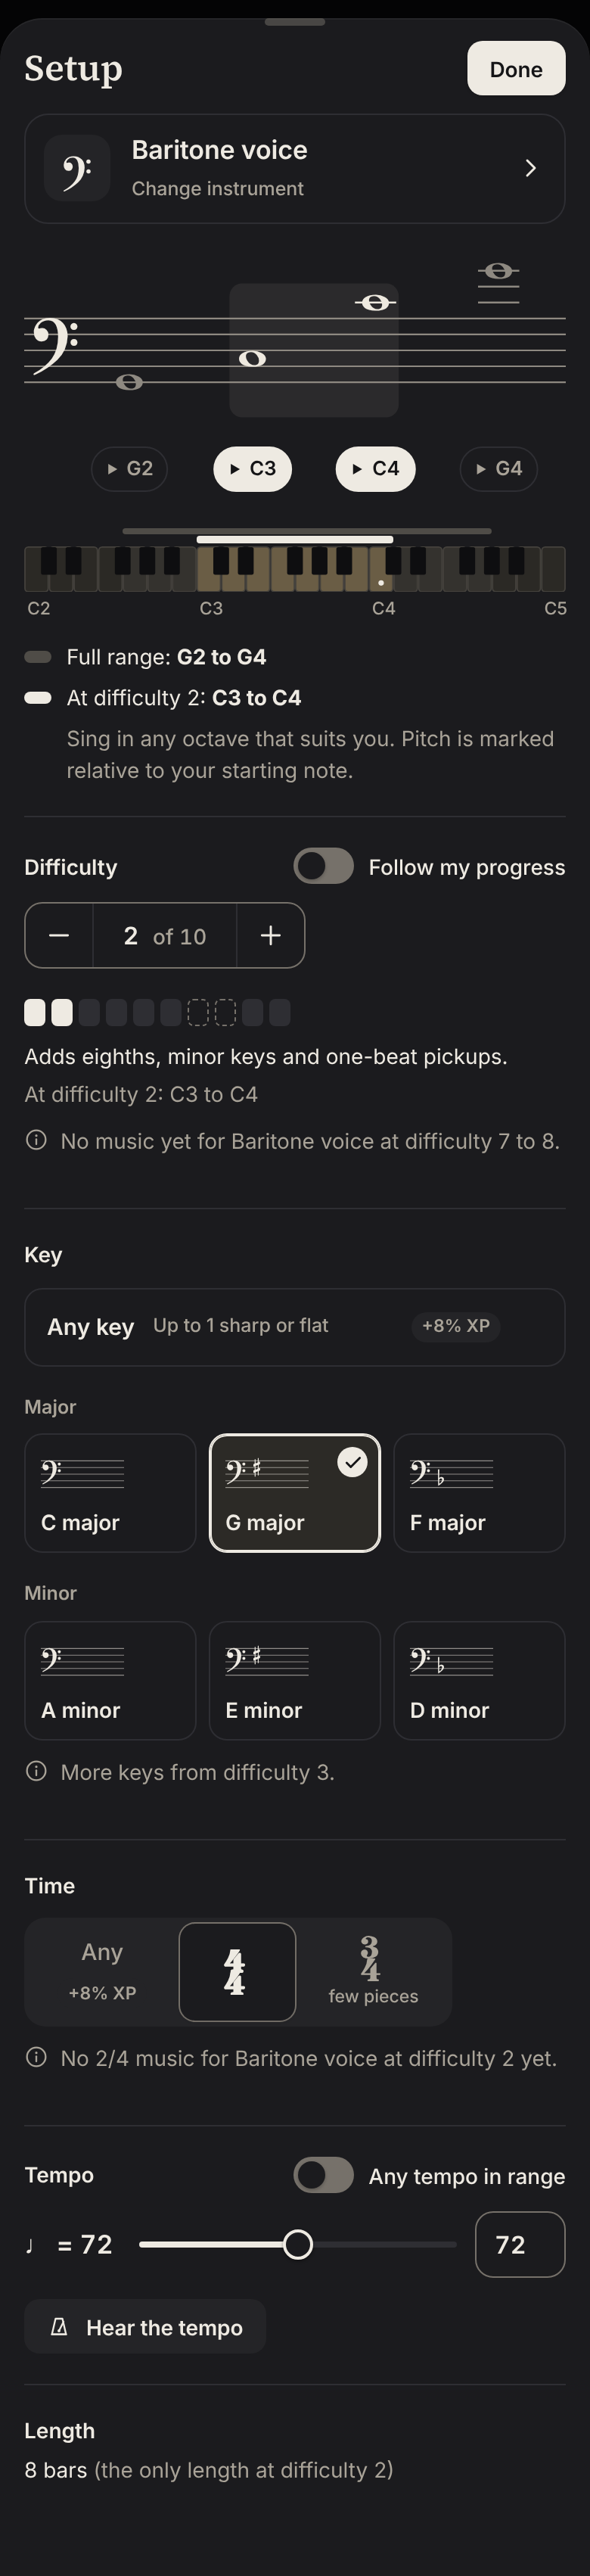 Setup
Done
Baritone voice
Change instrument
G2
C3
C4
G4
C2
C3
C4
C5
Full range: G2 to G4
At difficulty 2: C3 to C4
Sing in any octave that suits you. Pitch is marked
relative to your starting note.
Difficulty
Follow my progress
2 of 10
Adds eighths, minor keys and one-beat pickups.
At difficulty 2: C3 to C4
No music yet for Baritone voice at difficulty 7 to 8.
Key
Any key Up to 1 sharp or flat +8% XP
Major
C major
G major
F major
Minor
A minor
E minor
D minor
More keys from difficulty 3.
Time
Any
+8% XP
4
4
3
4
few pieces
No 2/4 music for Baritone voice at difficulty 2 yet.
Tempo
Any tempo in range
♩ = 72
72
Hear the tempo
Length
8 bars (the only length at difficulty 2)